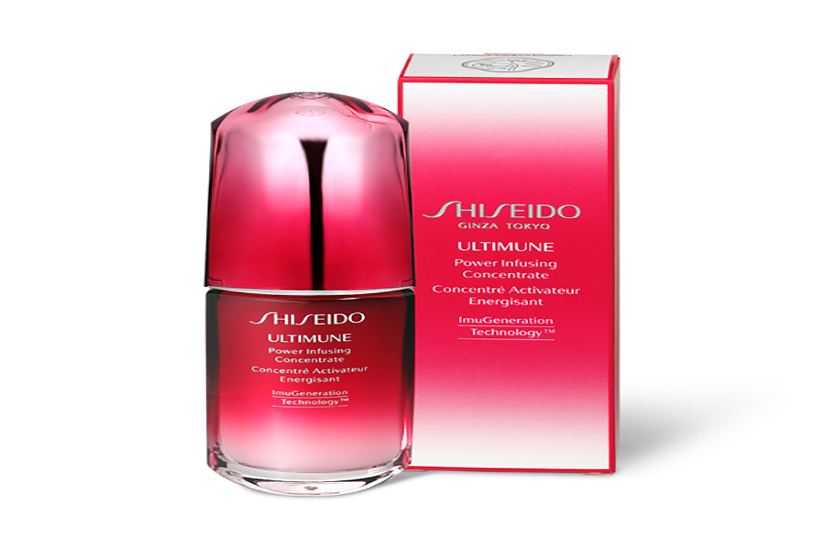 SHISEIDO
GINZA TOKYO
ULTIMUNE
Power Infusing
Concentrate
Concentré Activateur
Energisant
ImuGeneration
Technology™
SHISEIDO
ULTIMUNE
Power Infusing
Concentrate
Concentré Activateur
Energisant
ImuGeneration
Technology™